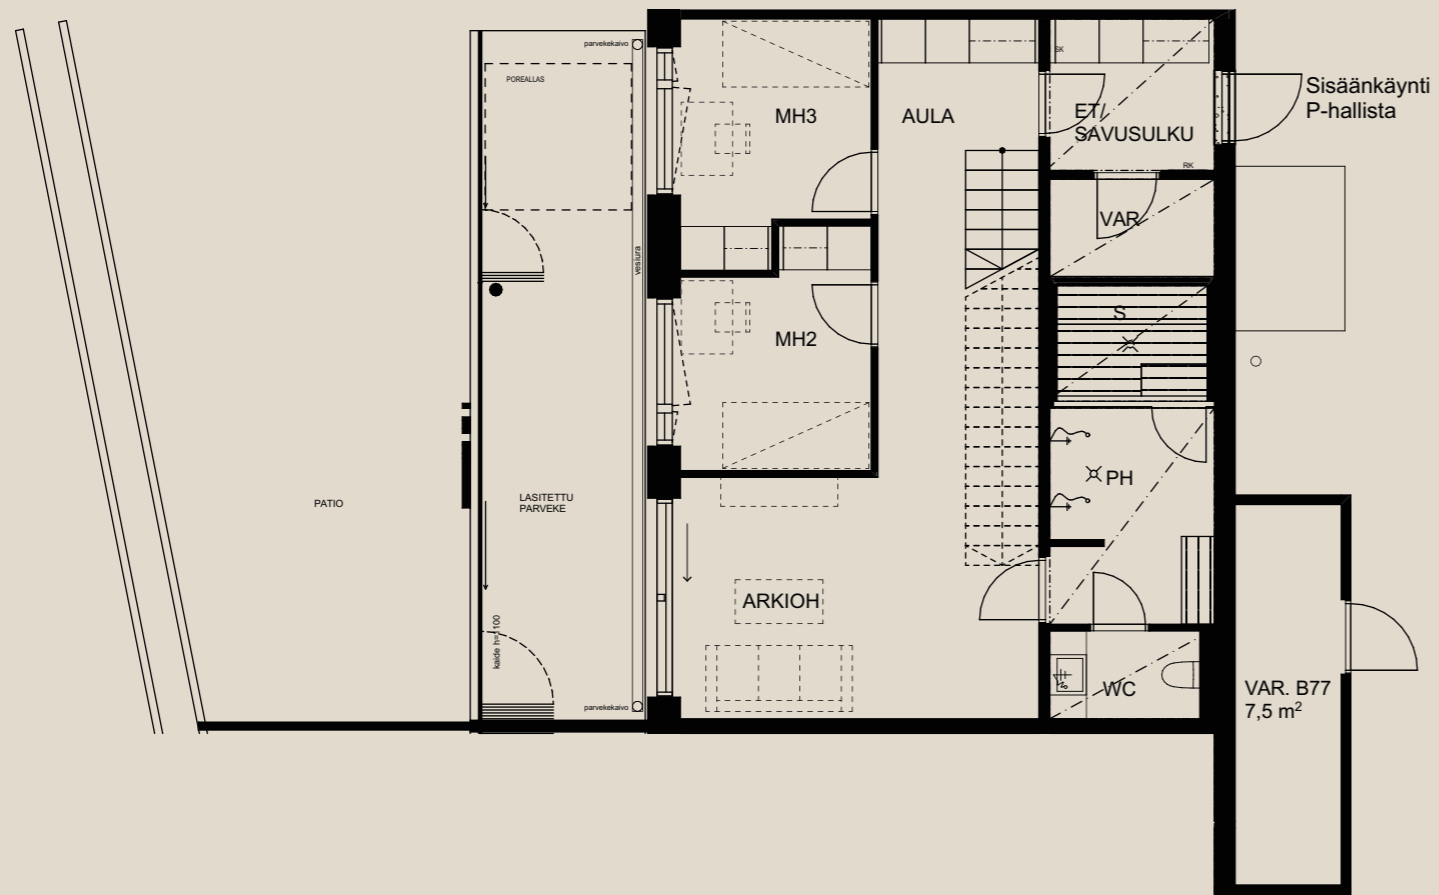 parvekekaivo
POREALLAS
MH3
AULA
SK
ET/
SAVUSULKU
RK
Sisäänkäynti
P-hallista
VAR
vesiura
S
MH2
PATIO
LASITETTU
PARVEKE
PH
ARKIOH
kaide h=1100
parvekekaivo
WC
VAR. B77
7,5 m²